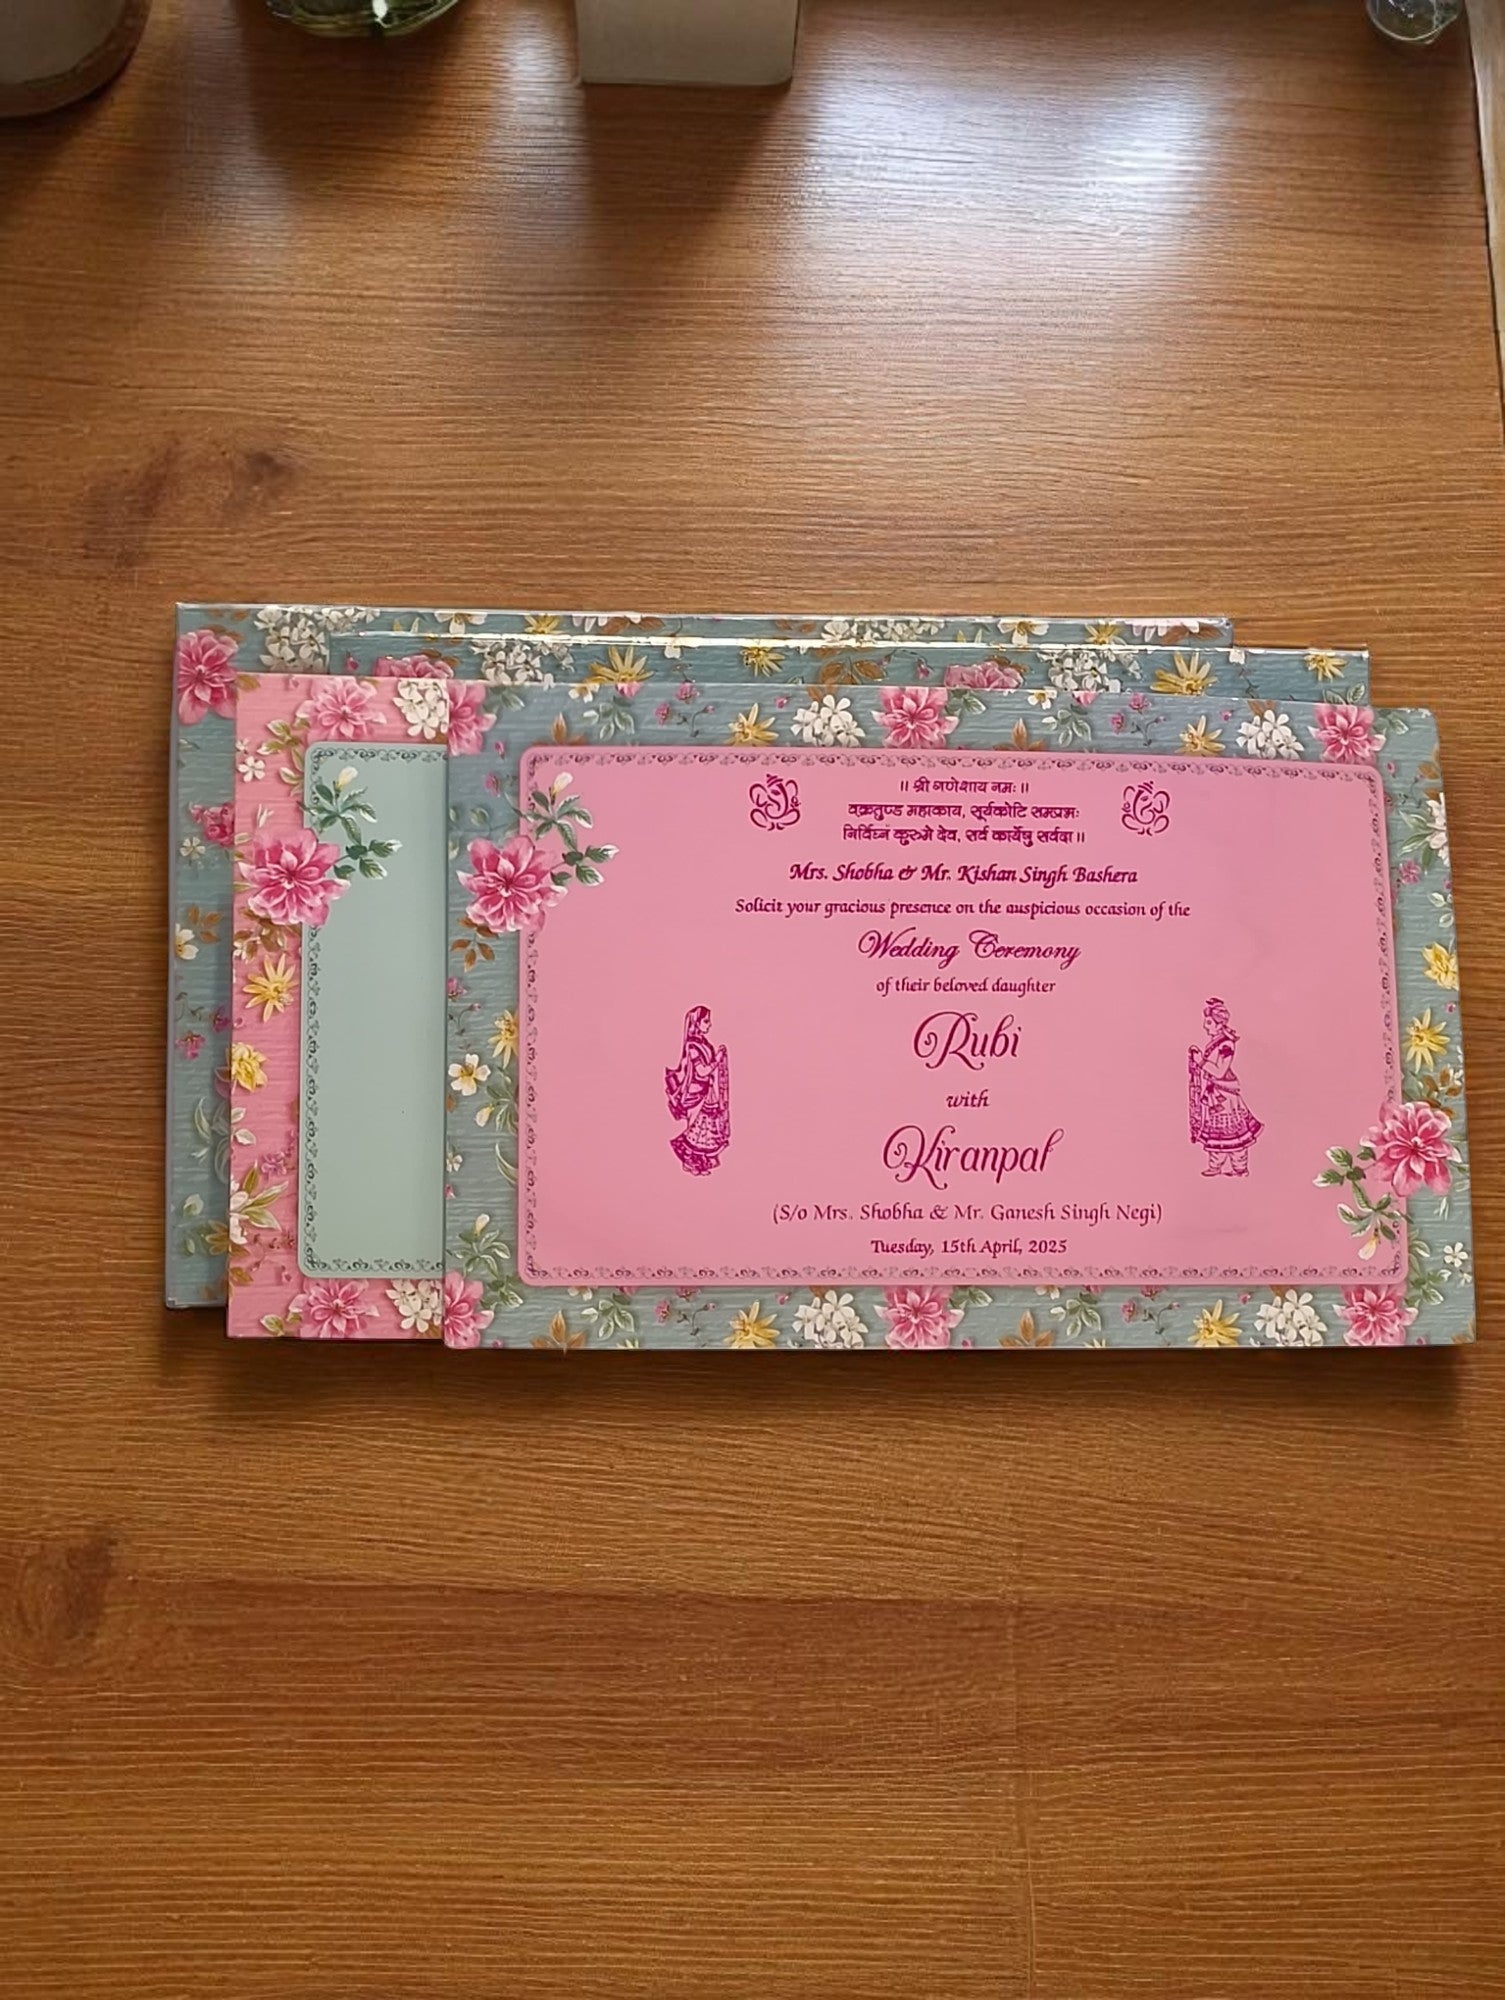 ॥ श्री गणेशाय नमः ॥
वक्रतुण्ड महाकाय, सूर्यकोटि समप्रभः
निर्विघ्नं कुरुमे देव, सर्व कार्येषु सर्वदा ॥
Mrs. Shobha & Mr. Kishan Singh Bashera
Solicit your gracious presence on the auspicious occasion of the
Wedding Ceremony
of their beloved daughter
Rubi
with
Kiranpal
(S/o Mrs. Shobha & Mr. Ganesh Singh Negi)
Tuesday, 15th April, 2025